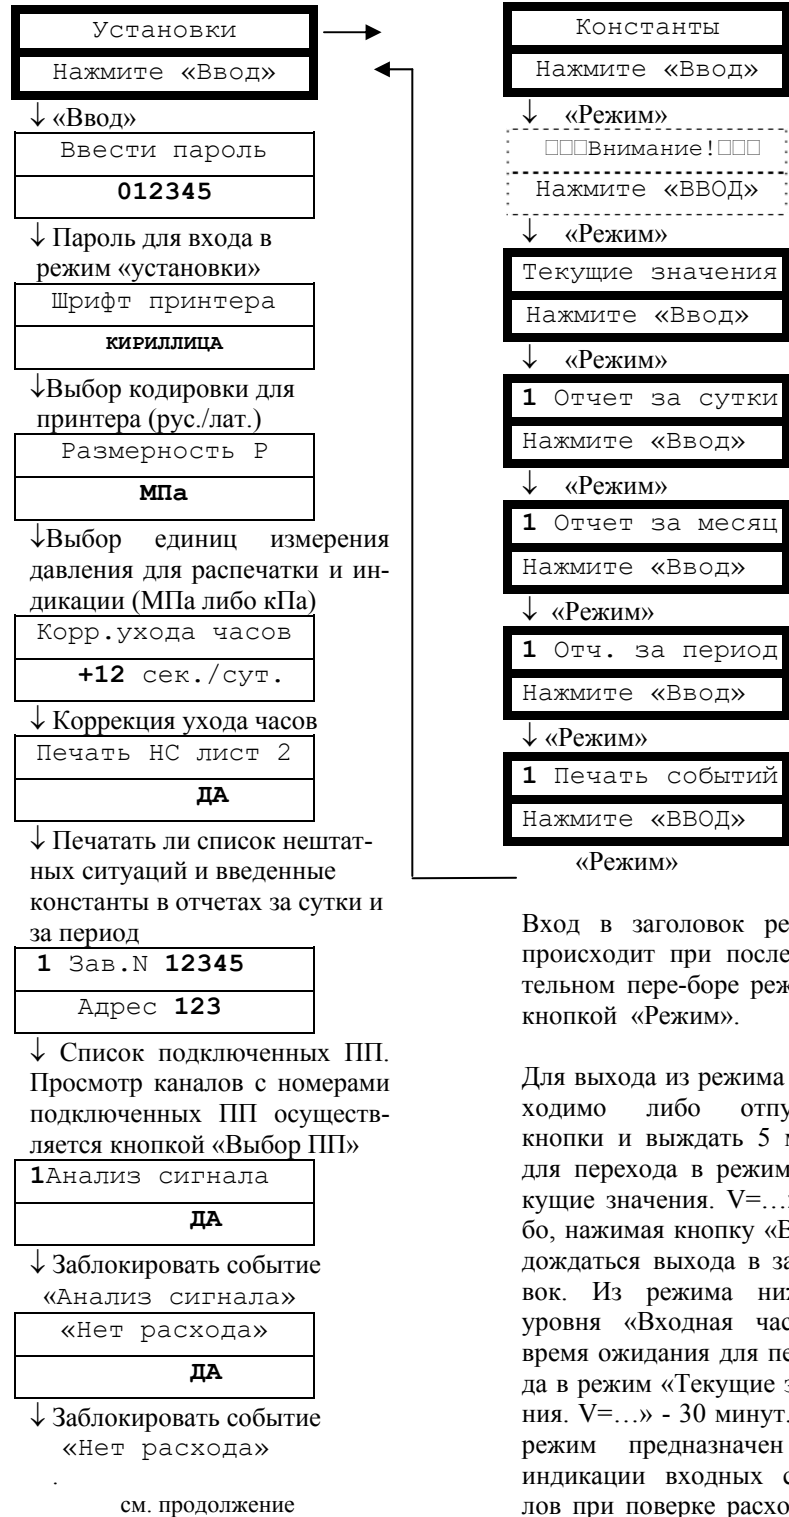 Установки
Нажмите «Ввод»
↓ «Ввод»
Ввести пароль
012345
↓ Пароль для входа в
режим «установки»
Шрифт принтера
КИРИЛЛИЦА
↓Выбор кодировки для
принтера (рус./лат.)
Размерность Р
МПа
↓Выбор единиц измерения
давления для распечатки и ин-
дикации (МПа либо кПа)
Корр.ухода часов
+12 сек./сут.
↓ Коррекция ухода часов
Печать НС лист 2
ДА
↓ Печатать ли список нештат-
ных ситуаций и введенные
константы в отчетах за сутки и
за период
1 Зав.N 12345
Адрес 123
↓ Список подключенных ПП.
Просмотр каналов с номерами
подключенных ПП осуществ-
ляется кнопкой «Выбор ПП»
1Анализ сигнала
ДА
↓ Заблокировать событие
«Анализ сигнала»
«Нет расхода»
ДА
↓ Заблокировать событие
«Нет расхода»
.
см. продолжение
Константы
Нажмите «Ввод»
↓ «Режим»
□□□Внимание!□□□
Нажмите «ВВОД»
↓ «Режим»
Текущие значения
Нажмите «Ввод»
↓ «Режим»
1 Отчет за сутки
Нажмите «Ввод»
↓ «Режим»
1 Отчет за месяц
Нажмите «Ввод»
↓ «Режим»
1 Отч. за период
Нажмите «Ввод»
↓ «Режим»
1 Печать событий
Нажмите «ВВОД»
«Режим»
Вход в заголовок ре
происходит при после
тельном пере-боре реж
кнопкой «Режим».
Для выхода из режима
ходимо либо отпу
кнопки и выждать 5 м
для перехода в режим
кущие значения. V=…
бо, нажимая кнопку «В
дождаться выхода в за
вок. Из режима ни
уровня «Входная час
время ожидания для пе
да в режим «Текущие з
ния. V=…» - 30 минут.
режим предназначен
индикации входных с
лов при поверке расхо